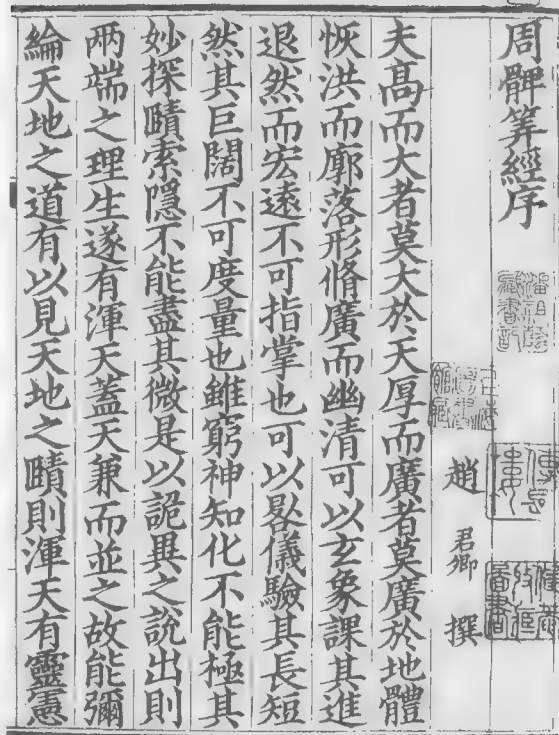 周髀筭經序
趙君卿撰
夫髙而大者莫大於天厚而廣者莫廣於地體
恢洪而廓落形脩廣而幽清可以玄象課其進
退然而宏遠不可指掌也可以晷儀驗其長短
然其巨闊不可度量也雖窮神知化不能極其
妙探賾索隱不能盡其微是以詭異之說出則
兩端之理生遂有渾天蓋天兼而並之故能彌
綸天地之道有以見天地之賾則渾天有靈憲